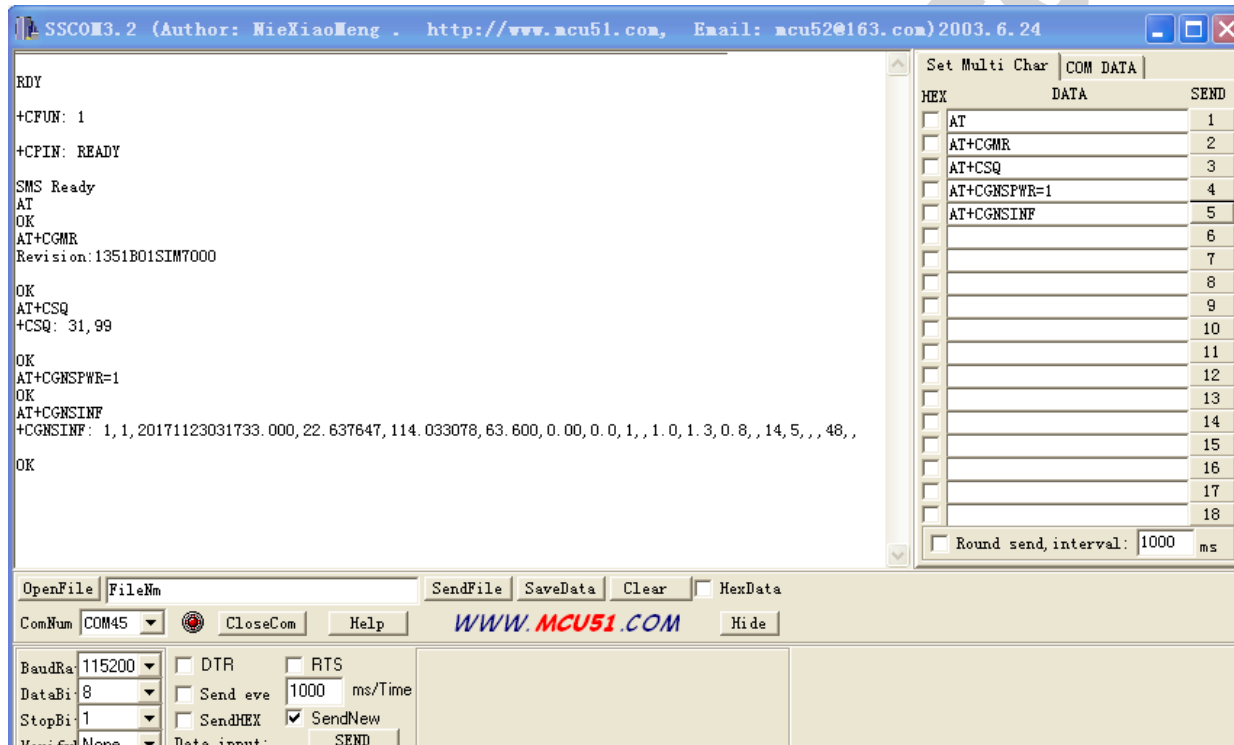 SSCOM3.2 (Author: NieXiaoMeng .  http://www.mcu51.com,  Email: mcu52@163.com)2003.6.24
RDY
+CFUN: 1
+CPIN: READY
SMS Ready
AT
OK
AT+CGMR
Revision:1351B01SIM7000
OK
AT+CSQ
+CSQ: 31,99
OK
AT+CGNSPWR=1
OK
AT+CGNSINF
+CGNSINF: 1,1,20171123031733.000,22.637647,114.033078,63.600,0.00,0.0,1,,1.0,1.3,0.8,,14,5,,,48,,
OK
Set Multi Char COM DATA
HEX DATA SEND
AT 1
AT+CGMR 2
AT+CSQ 3
AT+CGNSPWR=1 4
AT+CGNSINF 5
6
7
8
9
10
11
12
13
14
15
16
17
18
Round send,interval: 1000 ms
OpenFile FileNm SendFile SaveData Clear HexData
ComNum COM45 CloseCom Help WWW.MCU51.COM Hide
BaudRa 115200 DTR RTS
DataBi 8 Send eve 1000 ms/Time
StopBi 1 SendHEX SendNew
None Data input: SEND